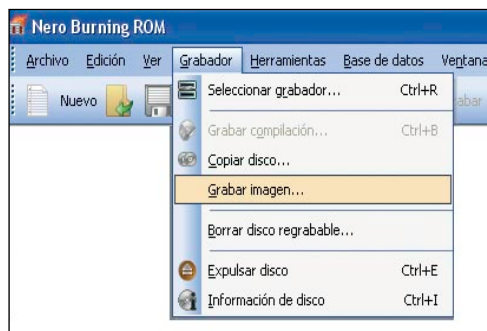 Nero Burning ROM
Archivo Edición Ver Grabador Herramientas Base de datos Ventana
Nuevo
Seleccionar grabador... Ctrl+R
Grabar compilación... Ctrl+B
Copiar disco...
Grabar imagen...
Borrar disco regrabable...
Expulsar disco Ctrl+E
Información de disco Ctrl+I